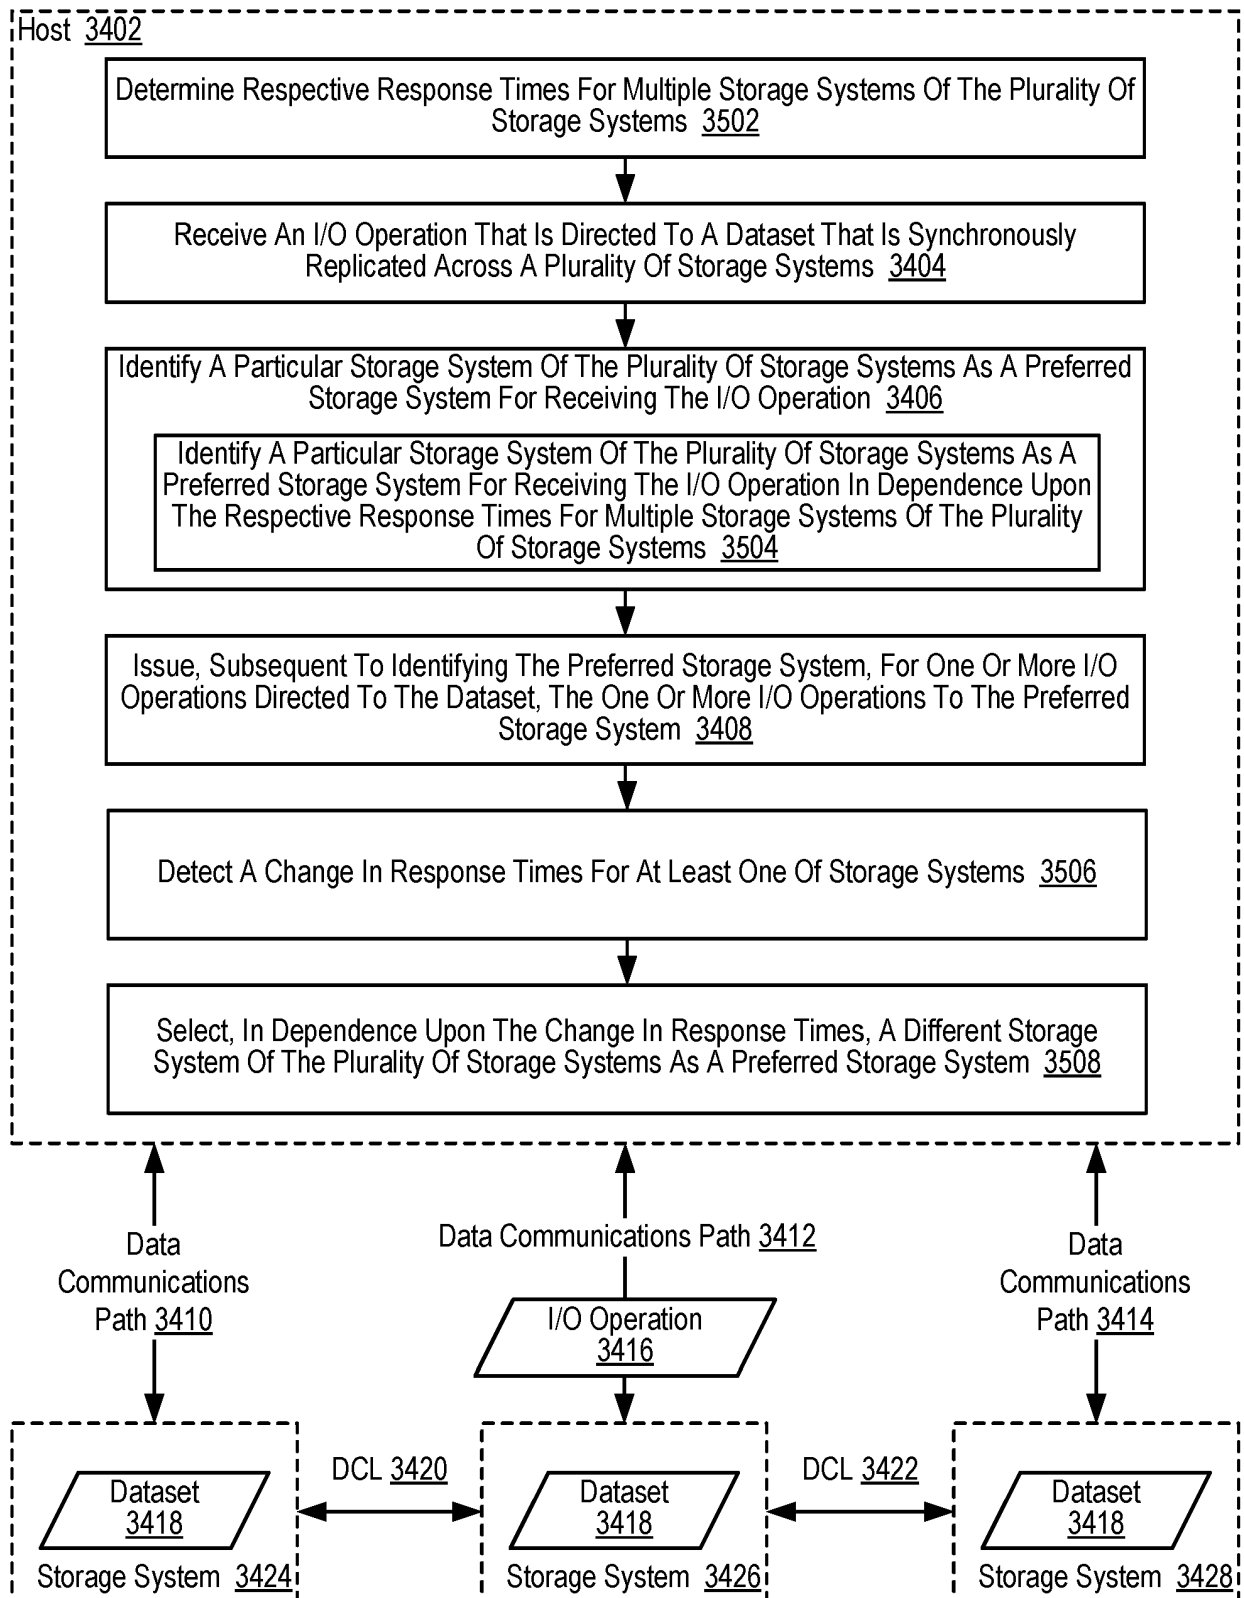 Host 3402
Determine Respective Response Times For Multiple Storage Systems Of The Plurality Of
Storage Systems 3502
Receive An I/O Operation That Is Directed To A Dataset That Is Synchronously
Replicated Across A Plurality Of Storage Systems 3404
Identify A Particular Storage System Of The Plurality Of Storage Systems As A Preferred
Storage System For Receiving The I/O Operation 3406
Identify A Particular Storage System Of The Plurality Of Storage Systems As A
Preferred Storage System For Receiving The I/O Operation In Dependence Upon
The Respective Response Times For Multiple Storage Systems Of The Plurality
Of Storage Systems 3504
Issue, Subsequent To Identifying The Preferred Storage System, For One Or More I/O
Operations Directed To The Dataset, The One Or More I/O Operations To The Preferred
Storage System 3408
Detect A Change In Response Times For At Least One Of Storage Systems 3506
Select, In Dependence Upon The Change In Response Times, A Different Storage
System Of The Plurality Of Storage Systems As A Preferred Storage System 3508
Data
Communications
Path 3410
Data Communications Path 3412
Data
Communications
Path 3414
I/O Operation
3416
DCL 3420
DCL 3422
Dataset
3418
Storage System 3424
Dataset
3418
Storage System 3426
Dataset
3418
Storage System 3428